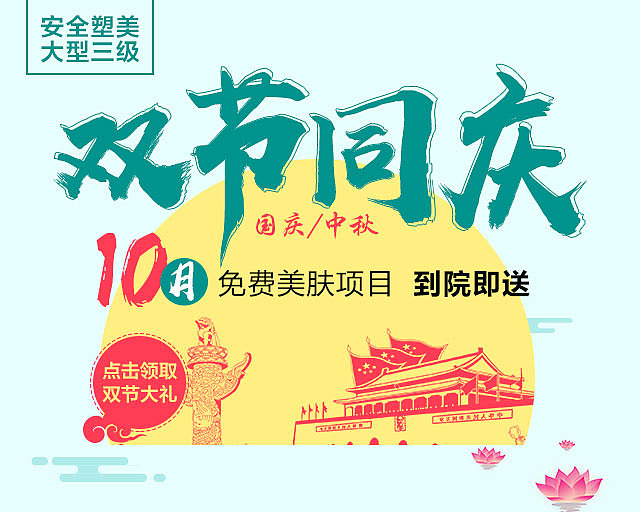 安全塑美
大型三级
双节同庆
国庆/中秋
10月 免费美肤项目 到院即送
点击领取
双节大礼